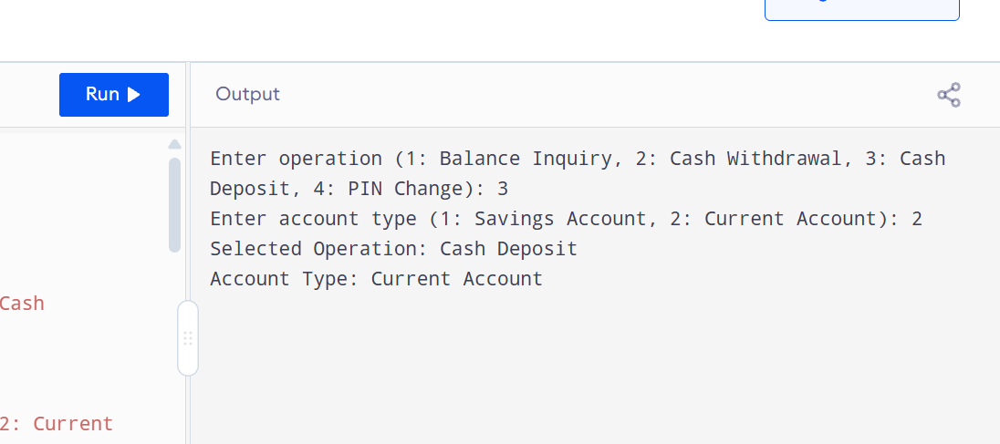 Run
Output
Enter operation (1: Balance Inquiry, 2: Cash Withdrawal, 3: Cash
Deposit, 4: PIN Change): 3
Enter account type (1: Savings Account, 2: Current Account): 2
Selected Operation: Cash Deposit
Account Type: Current Account
Cash
2: Current